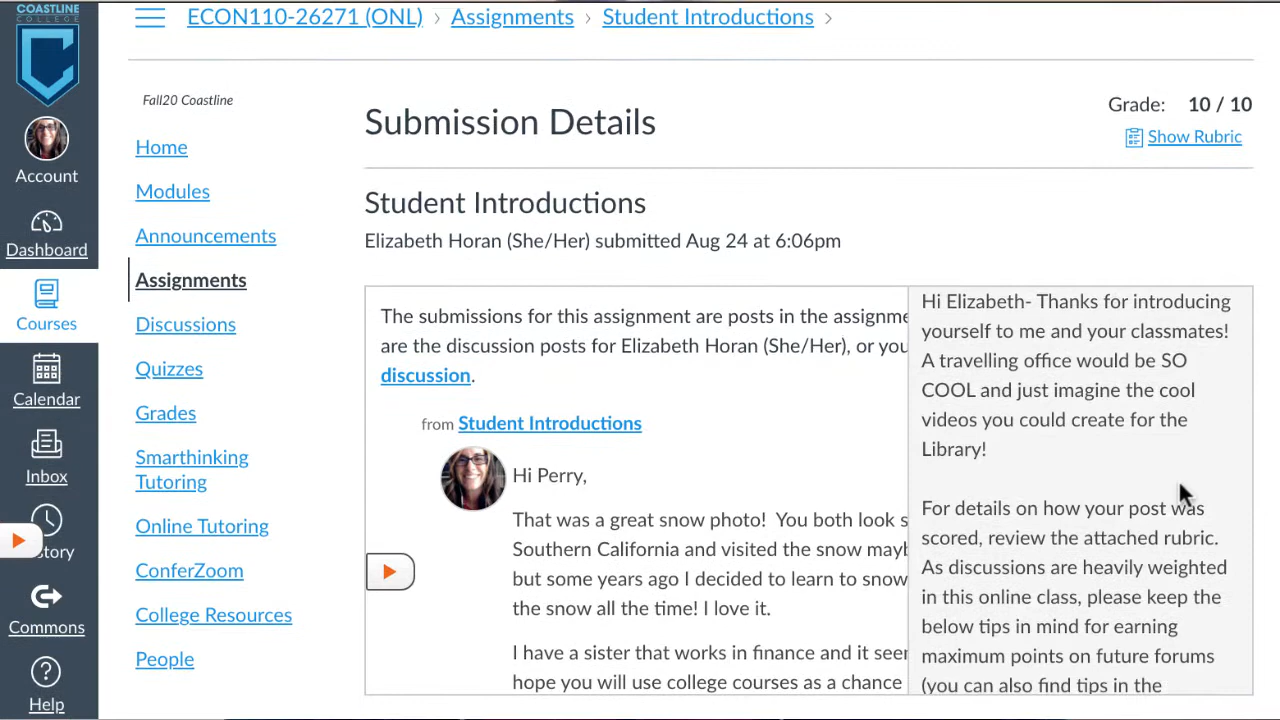 COASTLINE
COLLEGE
Account
Dashboard
Courses
Calendar
Inbox
Commons
Help
ECON110-26271 (ONL) › Assignments › Student Introductions ›
Fall20 Coastline
Home
Modules
Announcements
Assignments
Discussions
Quizzes
Grades
Smarthinking
Tutoring
Online Tutoring
ConferZoom
College Resources
People
Submission Details
Grade: 10 / 10
Show Rubric
Student Introductions
Elizabeth Horan (She/Her) submitted Aug 24 at 6:06pm
The submissions for this assignment are posts in the
are the discussion posts for Elizabeth Horan (She/Her), or
discussion.
from Student Introductions
Hi Perry,
That was a great snow photo! You both look
Southern California and visited the snow
but some years ago I decided to learn to
the snow all the time! I love it.
I have a sister that works in finance and it
hope you will use college courses as a chance
Hi Elizabeth- Thanks for introducing
yourself to me and your classmates!
A travelling office would be SO
COOL and just imagine the cool
videos you could create for the
Library!
For details on how your post was
scored, review the attached rubric.
As discussions are heavily weighted
in this online class, please keep the
below tips in mind for earning
maximum points on future forums
(you can also find tips in the